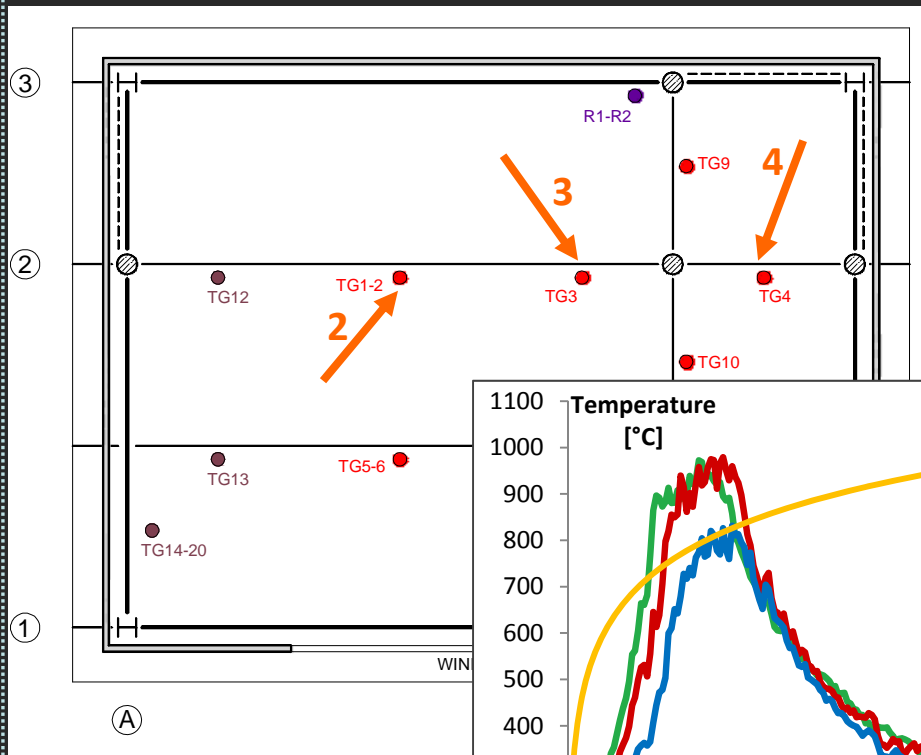 3
R1-R2
TG9
4
3
2
TG12
TG1-2
TG3
TG4
2
TG10
TG13
TG5-6
TG14-20
1
WIN
A
Temperature
[°C]
1100
1000
900
800
700
600
500
400